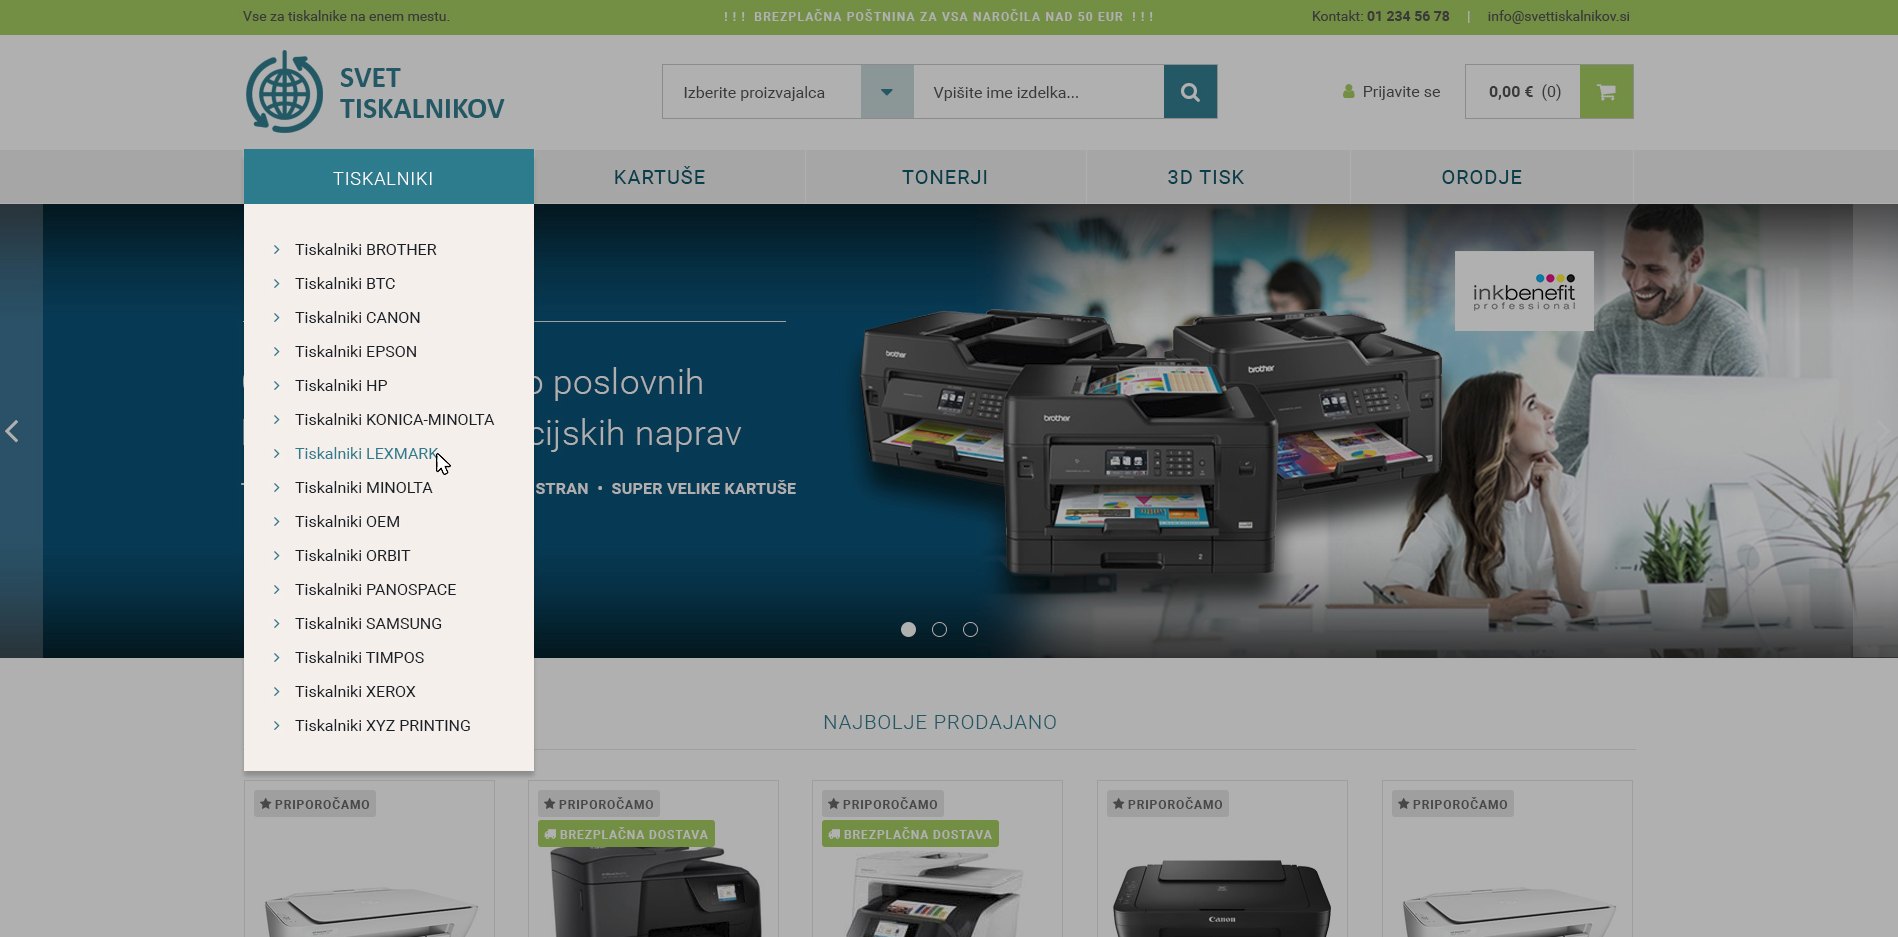 Vse za tiskalnike na enem mestu.
! ! ! BREZPLAČNA POŠTNINA ZA VSA NAROČILA NAD 50 EUR ! ! !
Kontakt: 01 234 56 78 | info@svettiskalnikov.si
SVET
TISKALNIKOV
Izberite proizvajalca
Vpišite ime izdelka...
Prijavite se
0,00 € (0)
TISKALNIKI
KARTUŠE
TONERJI
3D TISK
ORODJE
Tiskalniki BROTHER
Tiskalniki BTC
Tiskalniki CANON
Tiskalniki EPSON
Tiskalniki HP
Tiskalniki KONICA-MINOLTA
Tiskalniki LEXMARK
Tiskalniki MINOLTA
Tiskalniki OEM
Tiskalniki ORBIT
Tiskalniki PANOSPACE
Tiskalniki SAMSUNG
Tiskalniki TIMPOS
Tiskalniki XEROX
Tiskalniki XYZ PRINTING
poslovnih
cijskih naprav
STRAN • SUPER VELIKE KARTUŠE
brother
brother
brother
inkbenefit
professional
NAJBOLJE PRODAJANO
PRIPOROČAMO
PRIPOROČAMO
BREZPLAČNA DOSTAVA
PRIPOROČAMO
BREZPLAČNA DOSTAVA
PRIPOROČAMO
Canon
PRIPOROČAMO